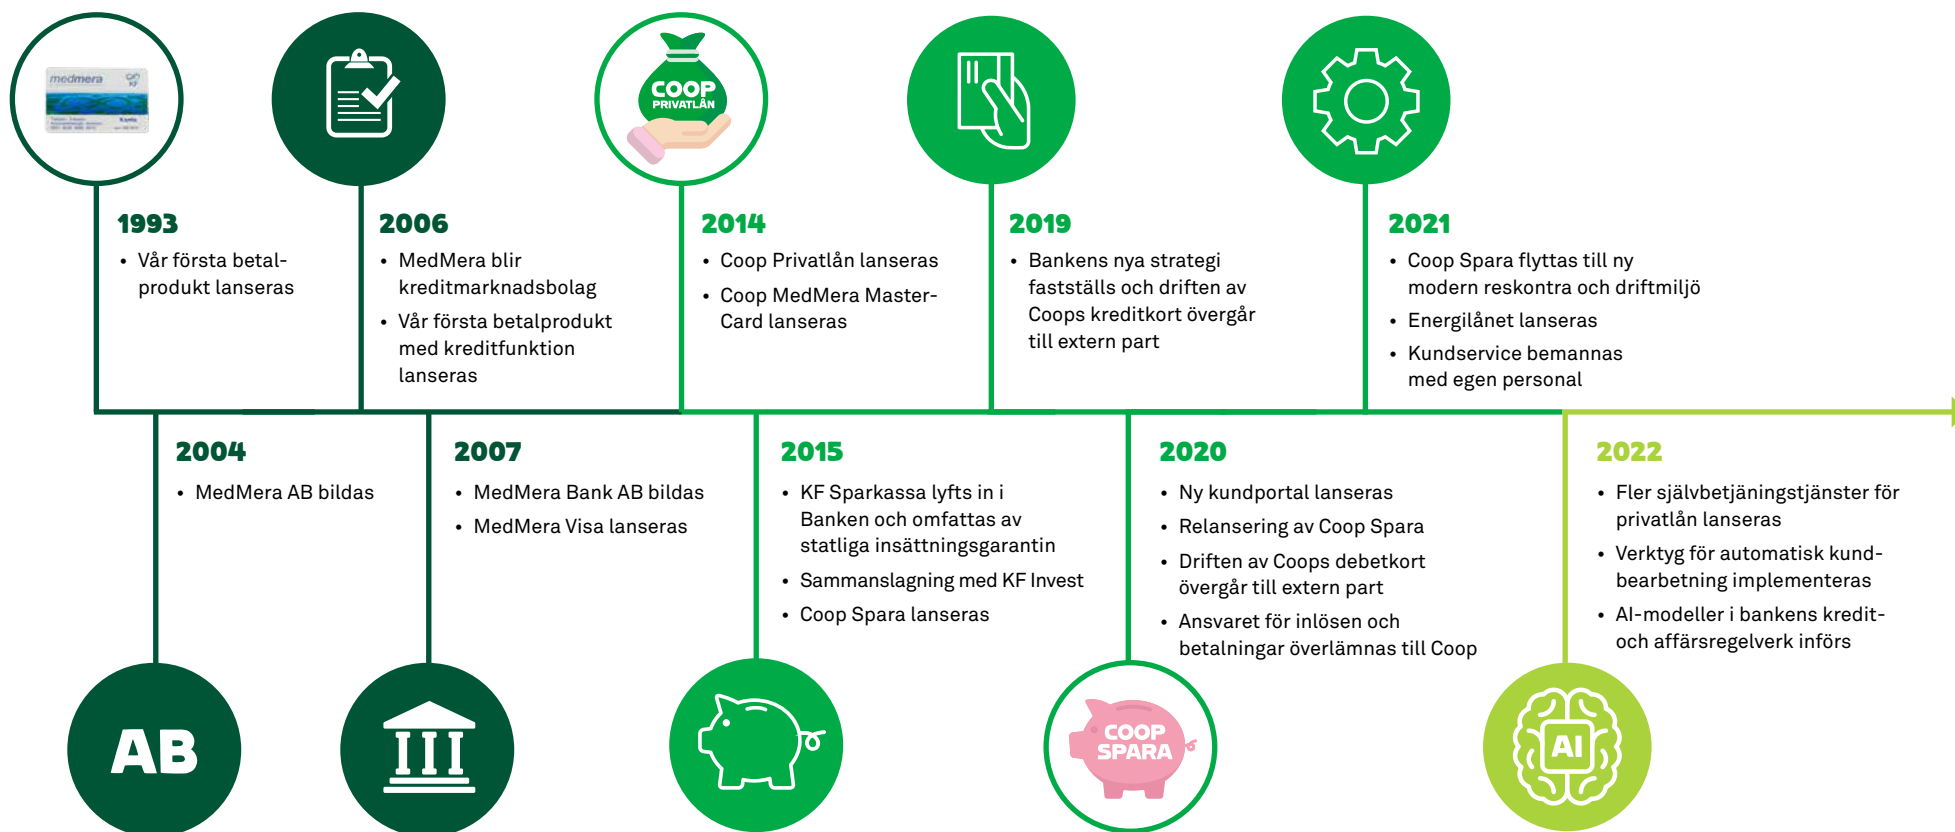 medmera
KF
Konto
COOP
PRIVATLÅN
1993
• Vår första betal-
produkt lanseras
2006
• MedMera blir
kreditmarknadsbolag
• Vår första betalprodukt
med kreditfunktion
lanseras
2014
• Coop Privatlån lanseras
• Coop MedMera Master-
Card lanseras
2019
• Bankens nya strategi
fastställs och driften av
Coops kreditkort övergår
till extern part
2021
• Coop Spara flyttas till ny
modern reskontra och driftmiljö
• Energilånet lanseras
• Kundservice bemannas
med egen personal
2004
• MedMera AB bildas
2007
• MedMera Bank AB bildas
• MedMera Visa lanseras
2015
• KF Sparkassa lyfts in i
Banken och omfattas av
statliga insättningsgarantin
• Sammanslagning med KF Invest
• Coop Spara lanseras
2020
• Ny kundportal lanseras
• Relansering av Coop Spara
• Driften av Coops debetkort
övergår till extern part
• Ansvaret för inlösen och
betalningar överlämnas till Coop
2022
• Fler självbetjäningstjänster för
privatlån lanseras
• Verktyg för automatisk kund-
bearbetning implementeras
• AI-modeller i bankens kredit-
och affärsregelverk införs
AB
COOP
SPARA
AI